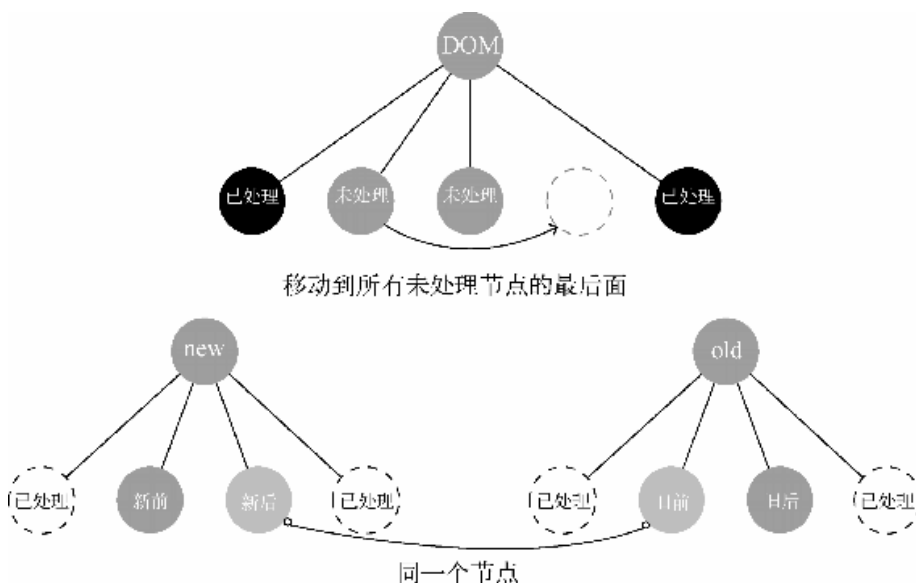 DOM
已处理
未处理
未处理
已处理
移动到所有未处理节点的最后面
new
old
已处理
新前
新后
已处理
已处理
旧前
旧后
已处理
同一个节点